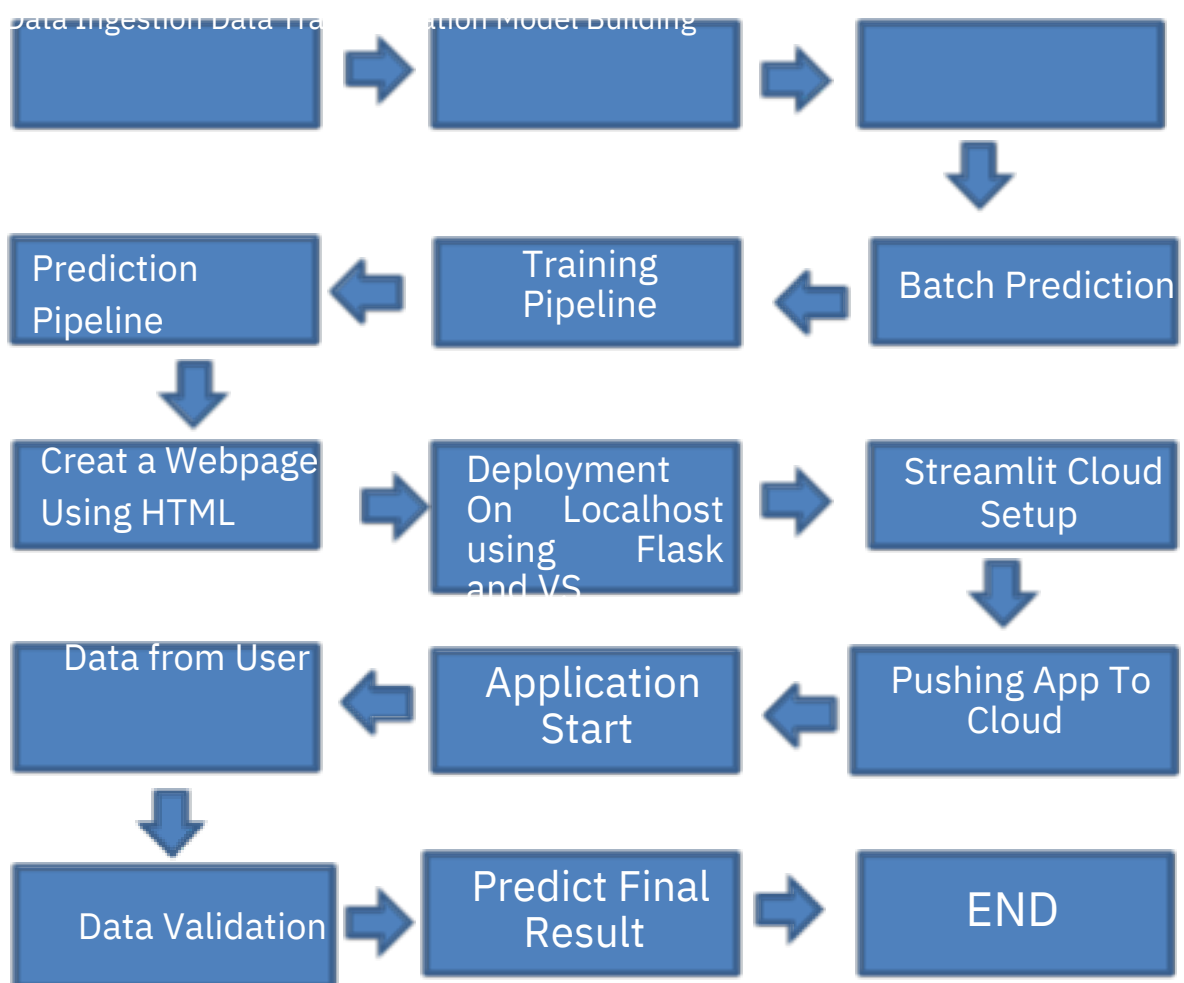 Data Ingestion Data Tra ation Model Building
Prediction
Pipeline
Training
Pipeline
Batch Prediction
Creat a Webpage
Using HTML
Deployment
On Localhost
using Flask
and VS
Streamlit Cloud
Setup
Data from User
Application
Start
Pushing App To
Cloud
Data Validation
Predict Final
Result
END